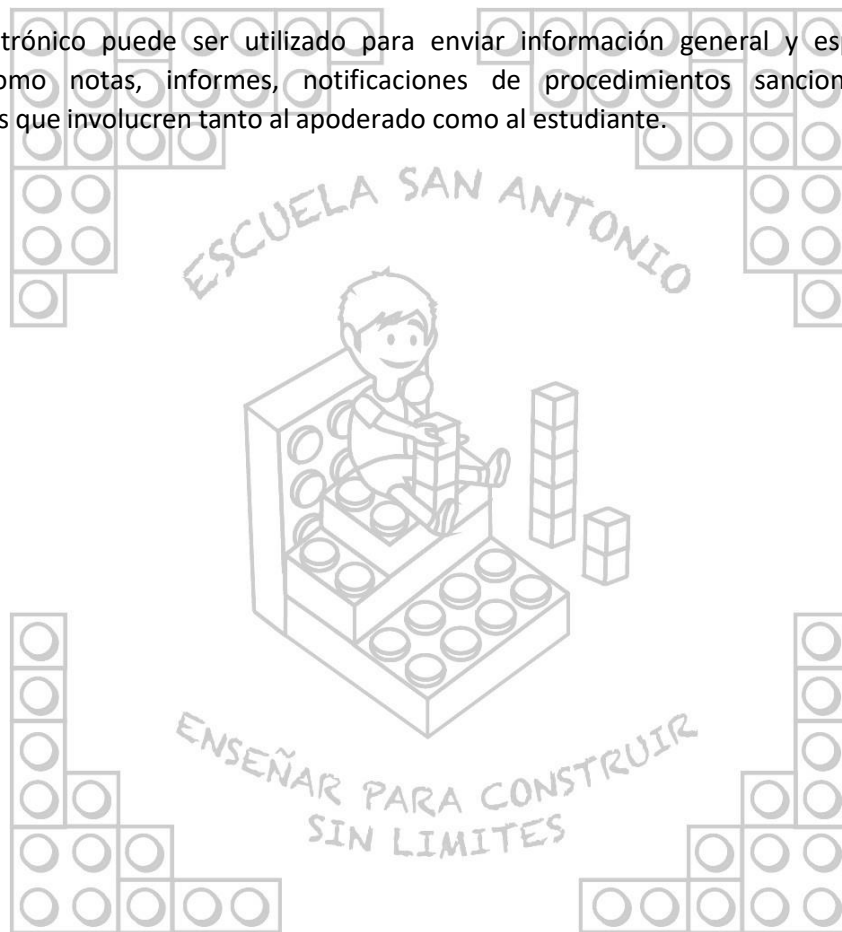 trónico puede ser utilizado para enviar información general y es
omo notas, informes, notificaciones de procedimientos sancion
s que involucren tanto al apoderado como al estudiante.
ESCUELA SAN ANTONIO
ENSEÑAR PARA CONSTRUIR
SIN LIMITES